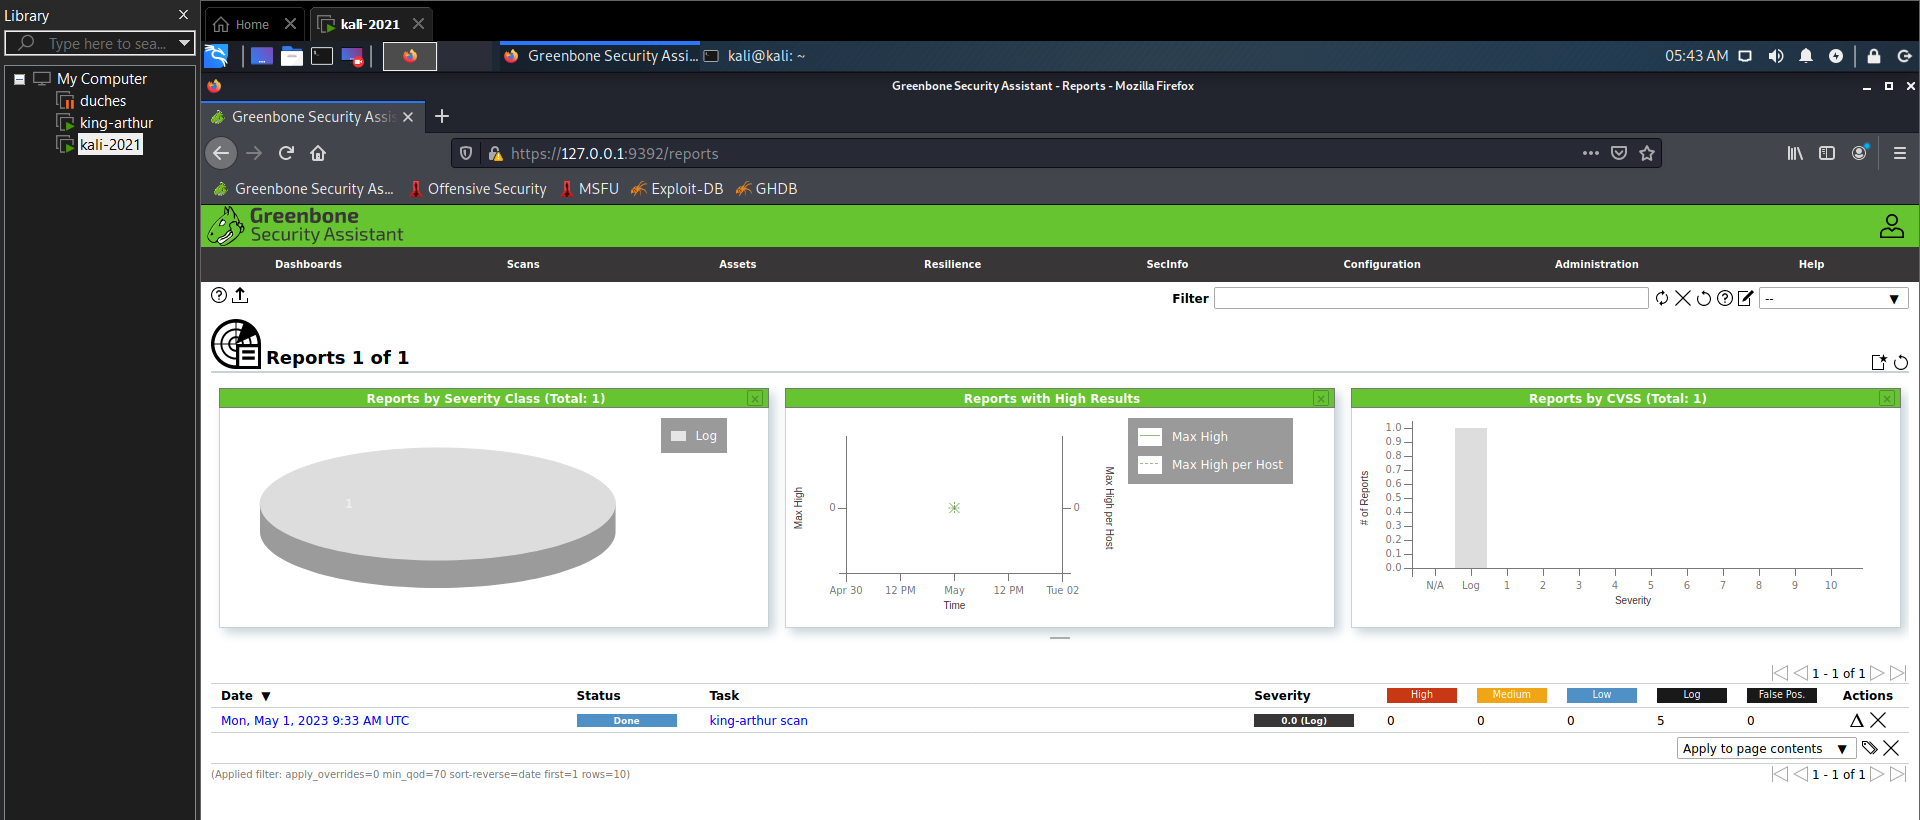 Library
Type here to sea...
My Computer
duches
king-arthur
kali-2021
Home
kali-2021
Greenbone Security Assi...
kali@kali: ~
05:43 AM
Greenbone Security Assistant - Reports - Mozilla Firefox
Greenbone Security Assis
https://127.0.0.1:9392/reports
Greenbone Security As...
Offensive Security
MSFU
Exploit-DB
GHDB
Greenbone
Security Assistant
Dashboards
Scans
Assets
Resilience
SecInfo
Configuration
Administration
Help
Filter
--
Reports 1 of 1
Reports by Severity Class (Total: 1)
Log
1
Reports with High Results
Max High
Max High per Host
Max High
0
0
Max High per Host
Apr 30
12 PM
May
12 PM
Tue 02
Time
Reports by CVSS (Total: 1)
# of Reports
1.0
0.9
0.8
0.7
0.6
0.5
0.4
0.3
0.2
0.1
0.0
N/A
Log
1
2
3
4
5
6
7
8
9
10
Severity
1 - 1 of 1
Date ▼
Status
Task
Severity
High
Medium
Low
Log
False Pos.
Actions
Mon, May 1, 2023 9:33 AM UTC
Done
king-arthur scan
0.0 (Log)
0
0
0
5
0
Apply to page contents
(Applied filter: apply_overrides=0 min_qod=70 sort-reverse=date first=1 rows=10)
1 - 1 of 1